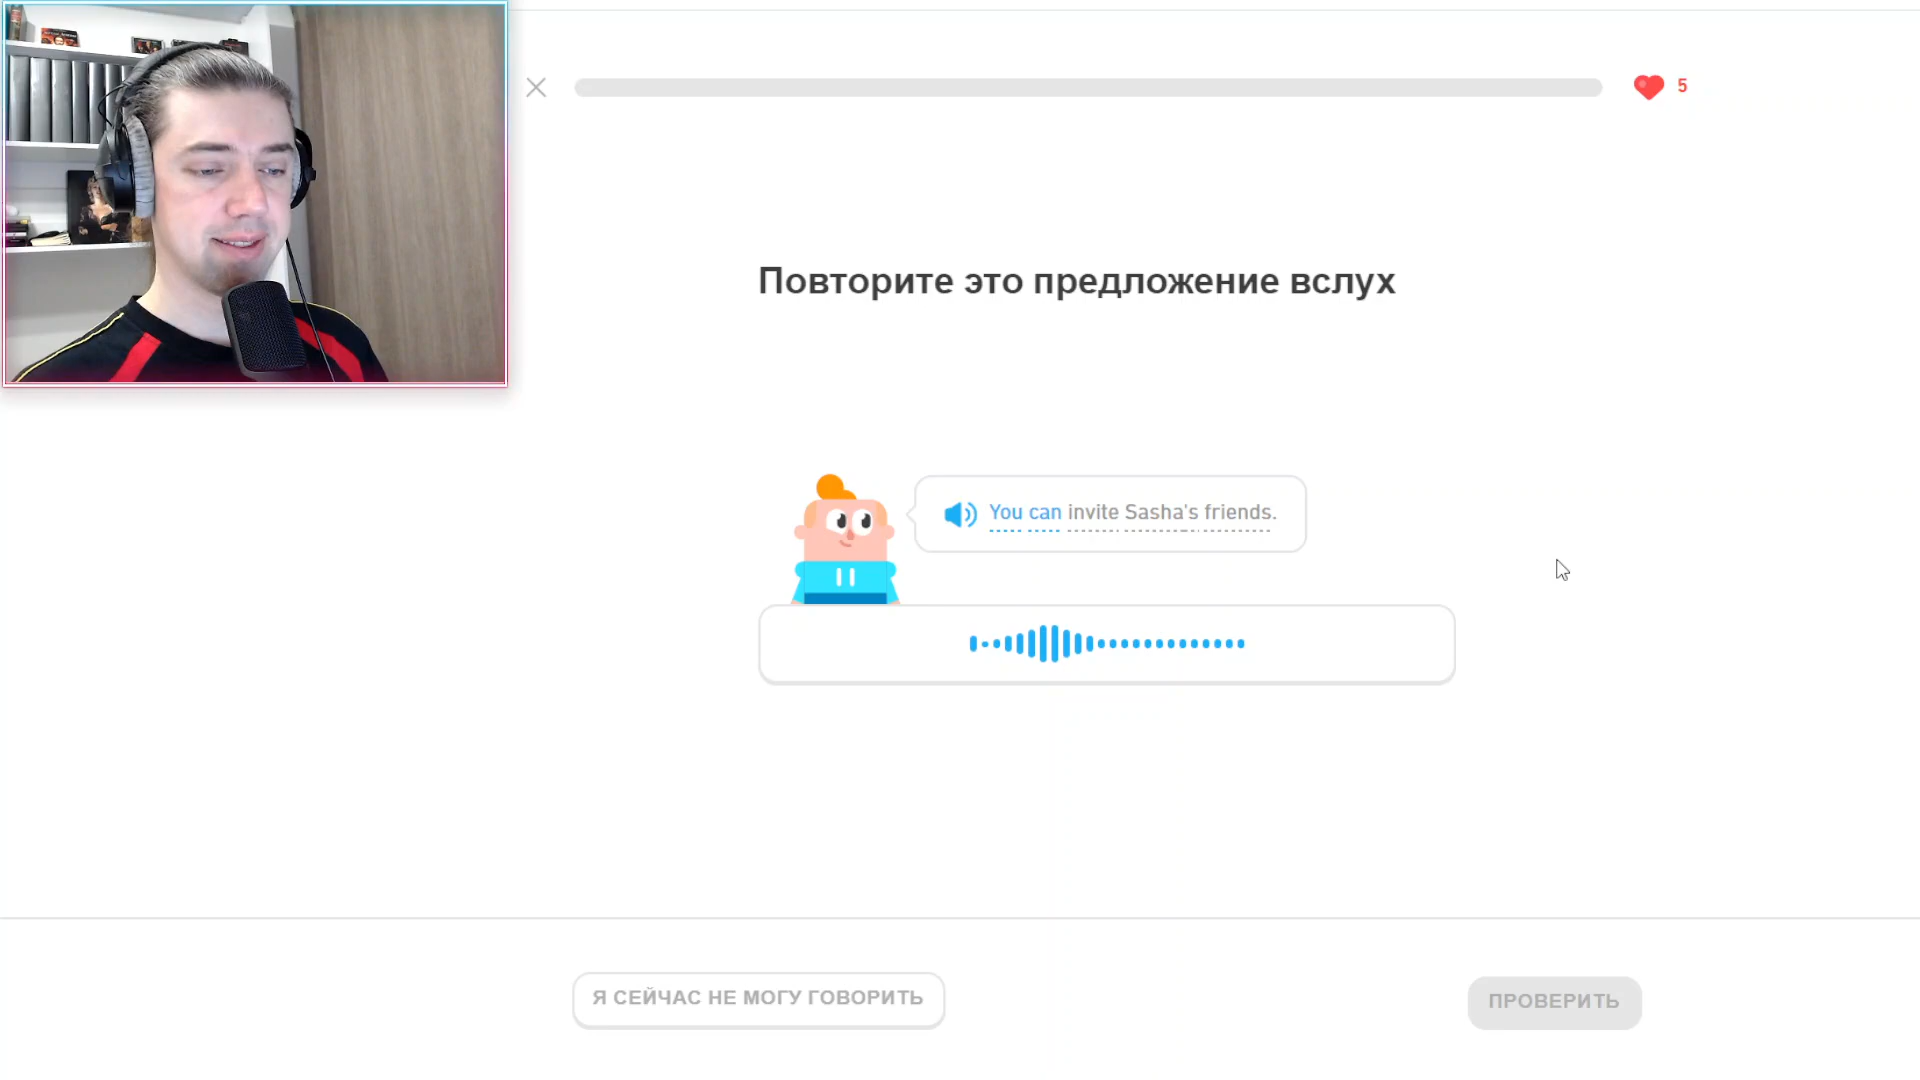 5
Повторите это предложение вслух
You can invite Sasha's friends.
Я СЕЙЧАС НЕ МОГУ ГОВОРИТЬ
ПРОВЕРИТЬ